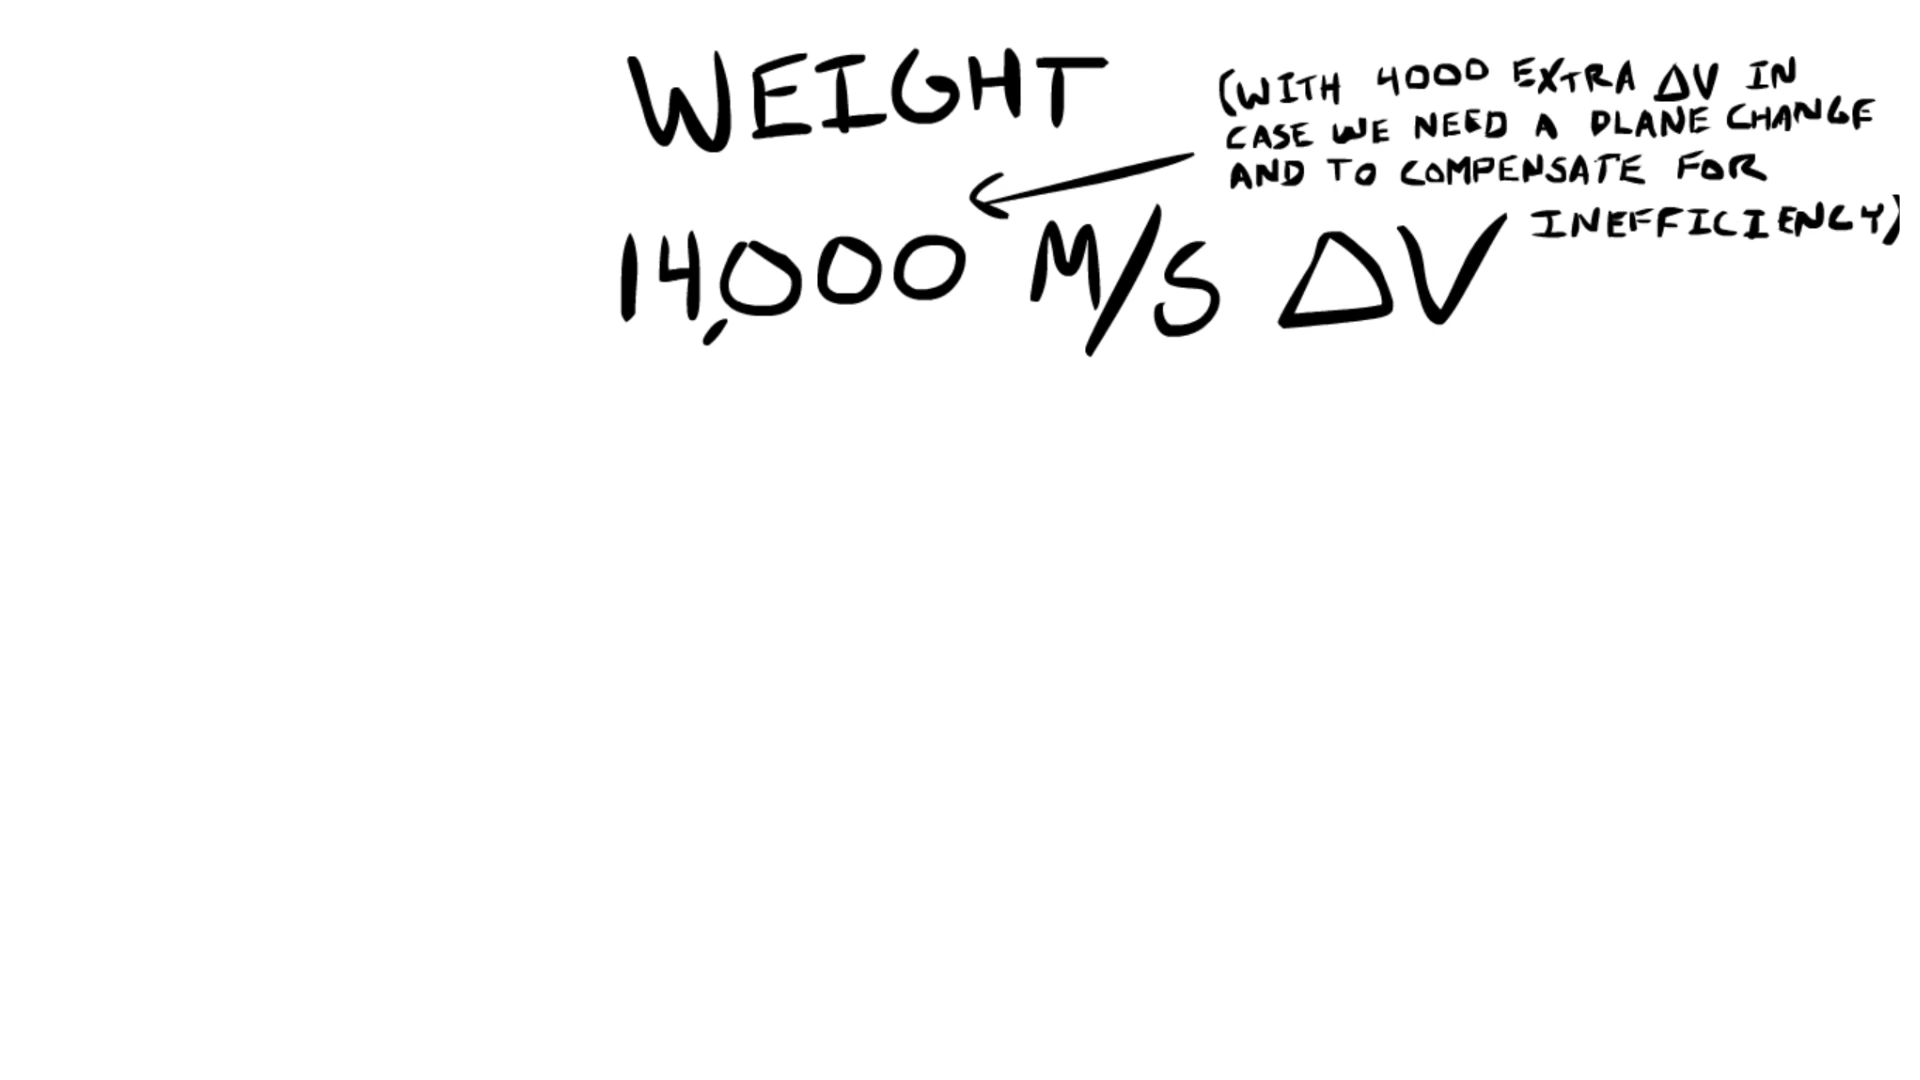 WEIGHT
(WITH 4000 EXTRA ΔV IN
CASE WE NEED A PLANE CHANGE
AND TO COMPENSATE FOR
INEFFICIENCY)
14,000 M/S ΔV